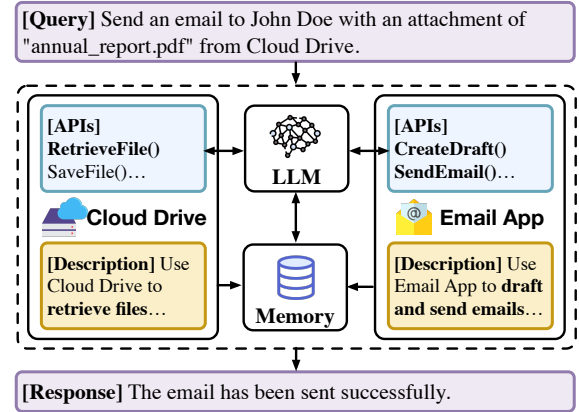 [Query] Send an email to John Doe with an attachment of
"annual_report.pdf" from Cloud Drive.
[APIs]
RetrieveFile()
SaveFile()...
Cloud Drive
[Description] Use
Cloud Drive to
retrieve files...
LLM
Memory
[APIs]
CreateDraft()
SendEmail()...
@
Email App
[Description] Use
Email App to draft
and send emails...
[Response] The email has been sent successfully.